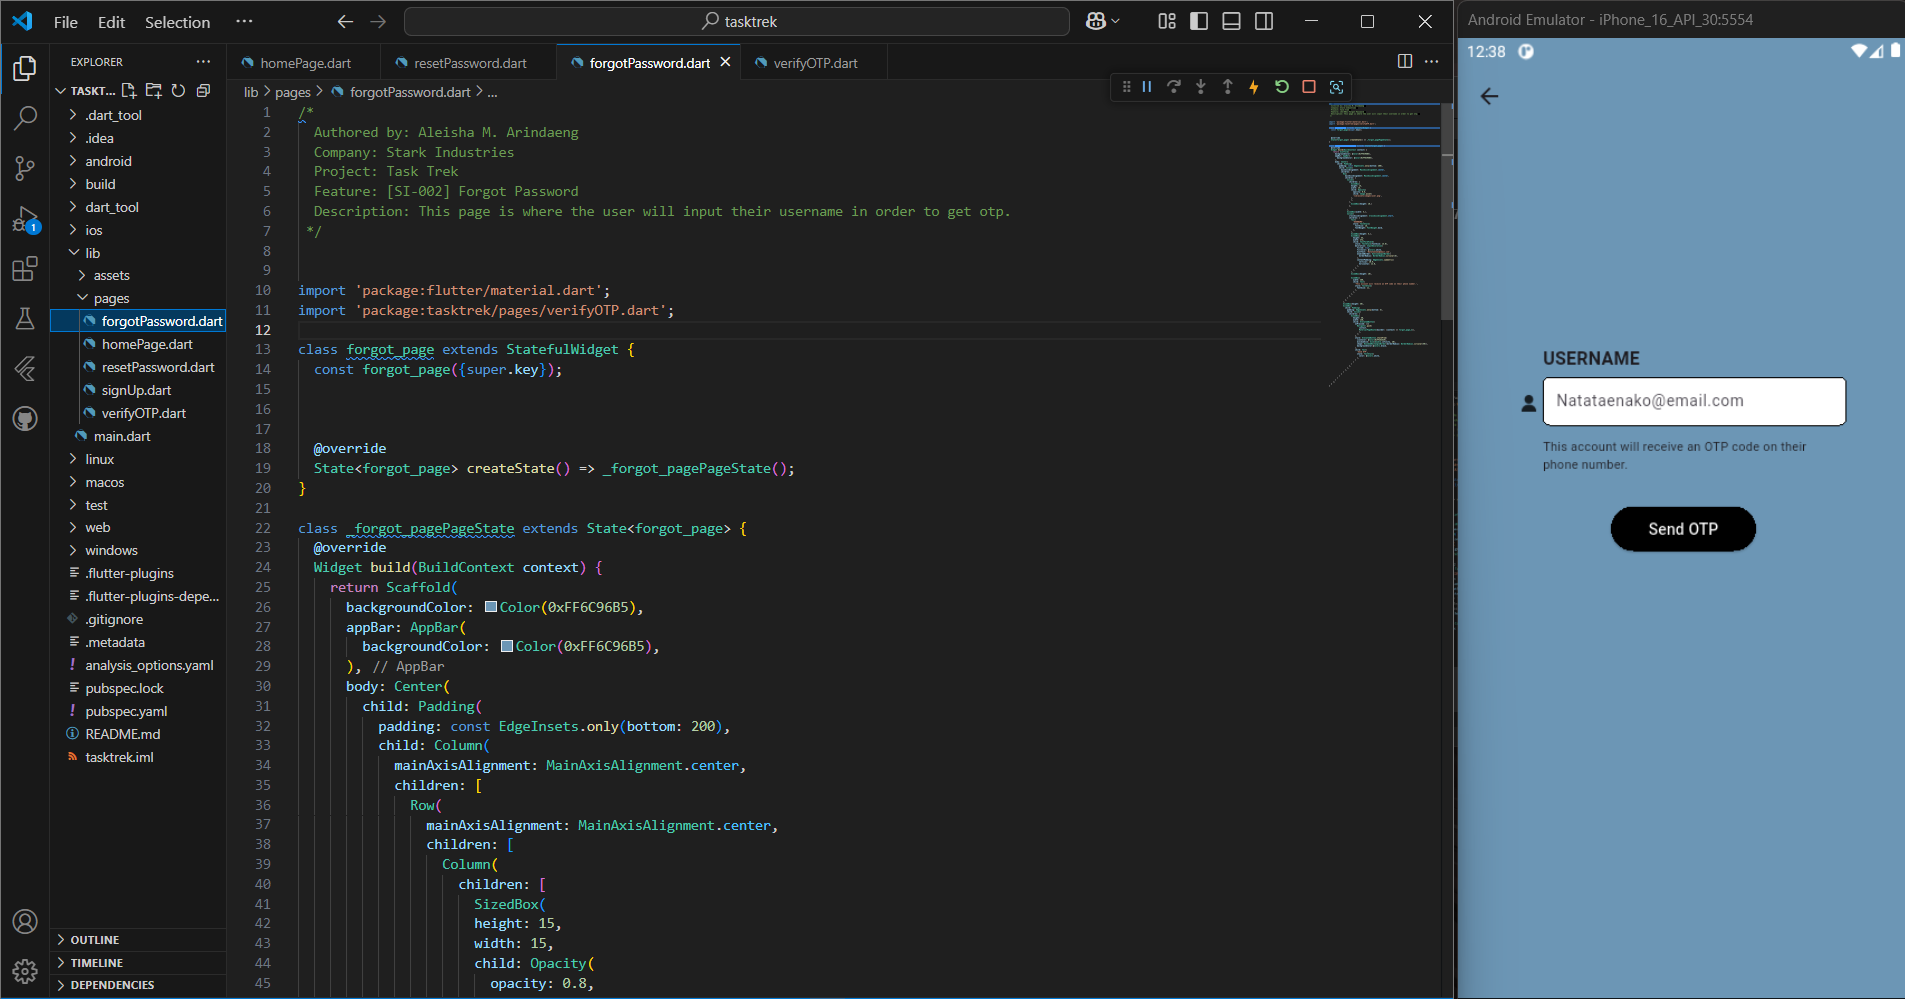 File Edit Selection ···
tasktrek
Android Emulator - iPhone_16_API_30:5554
EXPLORER
TASKT...
.dart_tool
.idea
android
build
dart_tool
ios
lib
assets
pages
forgotPassword.dart
homePage.dart
resetPassword.dart
signUp.dart
verifyOTP.dart
main.dart
linux
macos
test
web
windows
.flutter-plugins
.flutter-plugins-depe...
.gitignore
.metadata
analysis_options.yaml
pubspec.lock
pubspec.yaml
README.md
tasktrek.iml
OUTLINE
TIMELINE
DEPENDENCIES
1
homePage.dart resetPassword.dart forgotPassword.dart verifyOTP.dart
lib > pages > forgotPassword.dart > ...
1 /*
2 Authored by: Aleisha M. Arindaeng
3 Company: Stark Industries
4 Project: Task Trek
5 Feature: [SI-002] Forgot Password
6 Description: This page is where the user will input their username in order to get otp.
7 */
8
9
10 import 'package:flutter/material.dart';
11 import 'package:tasktrek/pages/verifyOTP.dart';
12
13 class forgot_page extends StatefulWidget {
14 const forgot_page({super.key});
15
16
17
18 @override
19 State<forgot_page> createState() => _forgot_pagePageState();
20 }
21
22 class _forgot_pagePageState extends State<forgot_page> {
23 @override
24 Widget build(BuildContext context) {
25 return Scaffold(
26 backgroundColor: Color(0xFF6C96B5),
27 appBar: AppBar(
28 backgroundColor: Color(0xFF6C96B5),
29 ), // AppBar
30 body: Center(
31 child: Padding(
32 padding: const EdgeInsets.only(bottom: 200),
33 child: Column(
34 mainAxisAlignment: MainAxisAlignment.center,
35 children: [
36 Row(
37 mainAxisAlignment: MainAxisAlignment.center,
38 children: [
39 Column(
40 children: [
41 SizedBox(
42 height: 15,
43 width: 15,
44 child: Opacity(
45 opacity: 0.8,
12:38
USERNAME
Natataenako@email.com
This account will receive an OTP code on their
phone number.
Send OTP